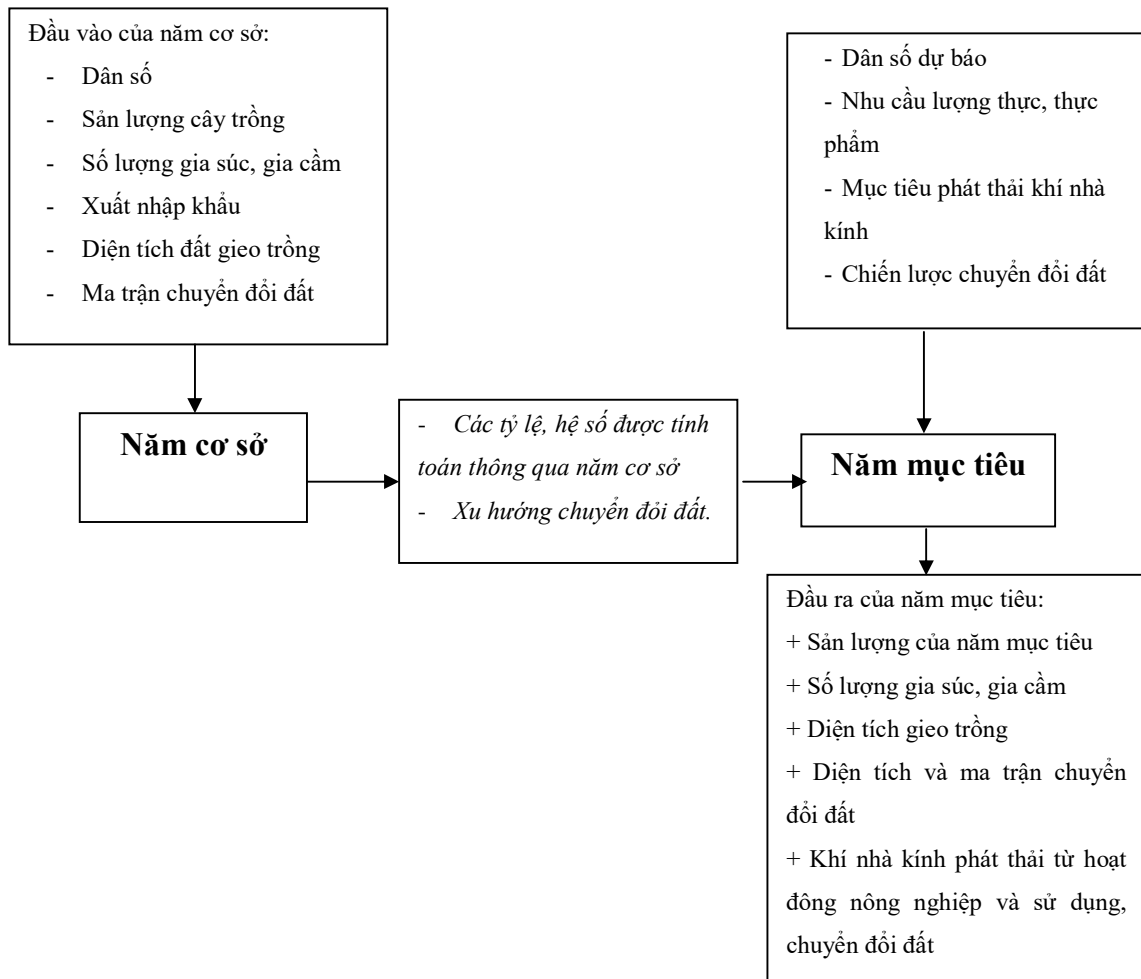 Đầu vào của năm cơ sở:
- Dân số
- Sản lượng cây trồng
- Số lượng gia súc, gia cầm
- Xuất nhập khẩu
- Diện tích đất gieo trồng
- Ma trận chuyển đổi đất
- Dân số dự báo
- Nhu cầu lượng thực, thực
phẩm
- Mục tiêu phát thải khí nhà
kính
- Chiến lược chuyển đổi đất
Năm cơ sở
- Các tỷ lệ, hệ số được tính
toán thông qua năm cơ sở
- Xu hướng chuyển đỏi đất.
Năm mục tiêu
Đầu ra của năm mục tiêu:
+ Sản lượng của năm mục tiêu
+ Số lượng gia súc, gia cầm
+ Diện tích gieo trồng
+ Diện tích và ma trận chuyển
đổi đất
+ Khí nhà kính phát thải từ hoạt
đông nông nghiệp và sử dụng,
chuyển đổi đất